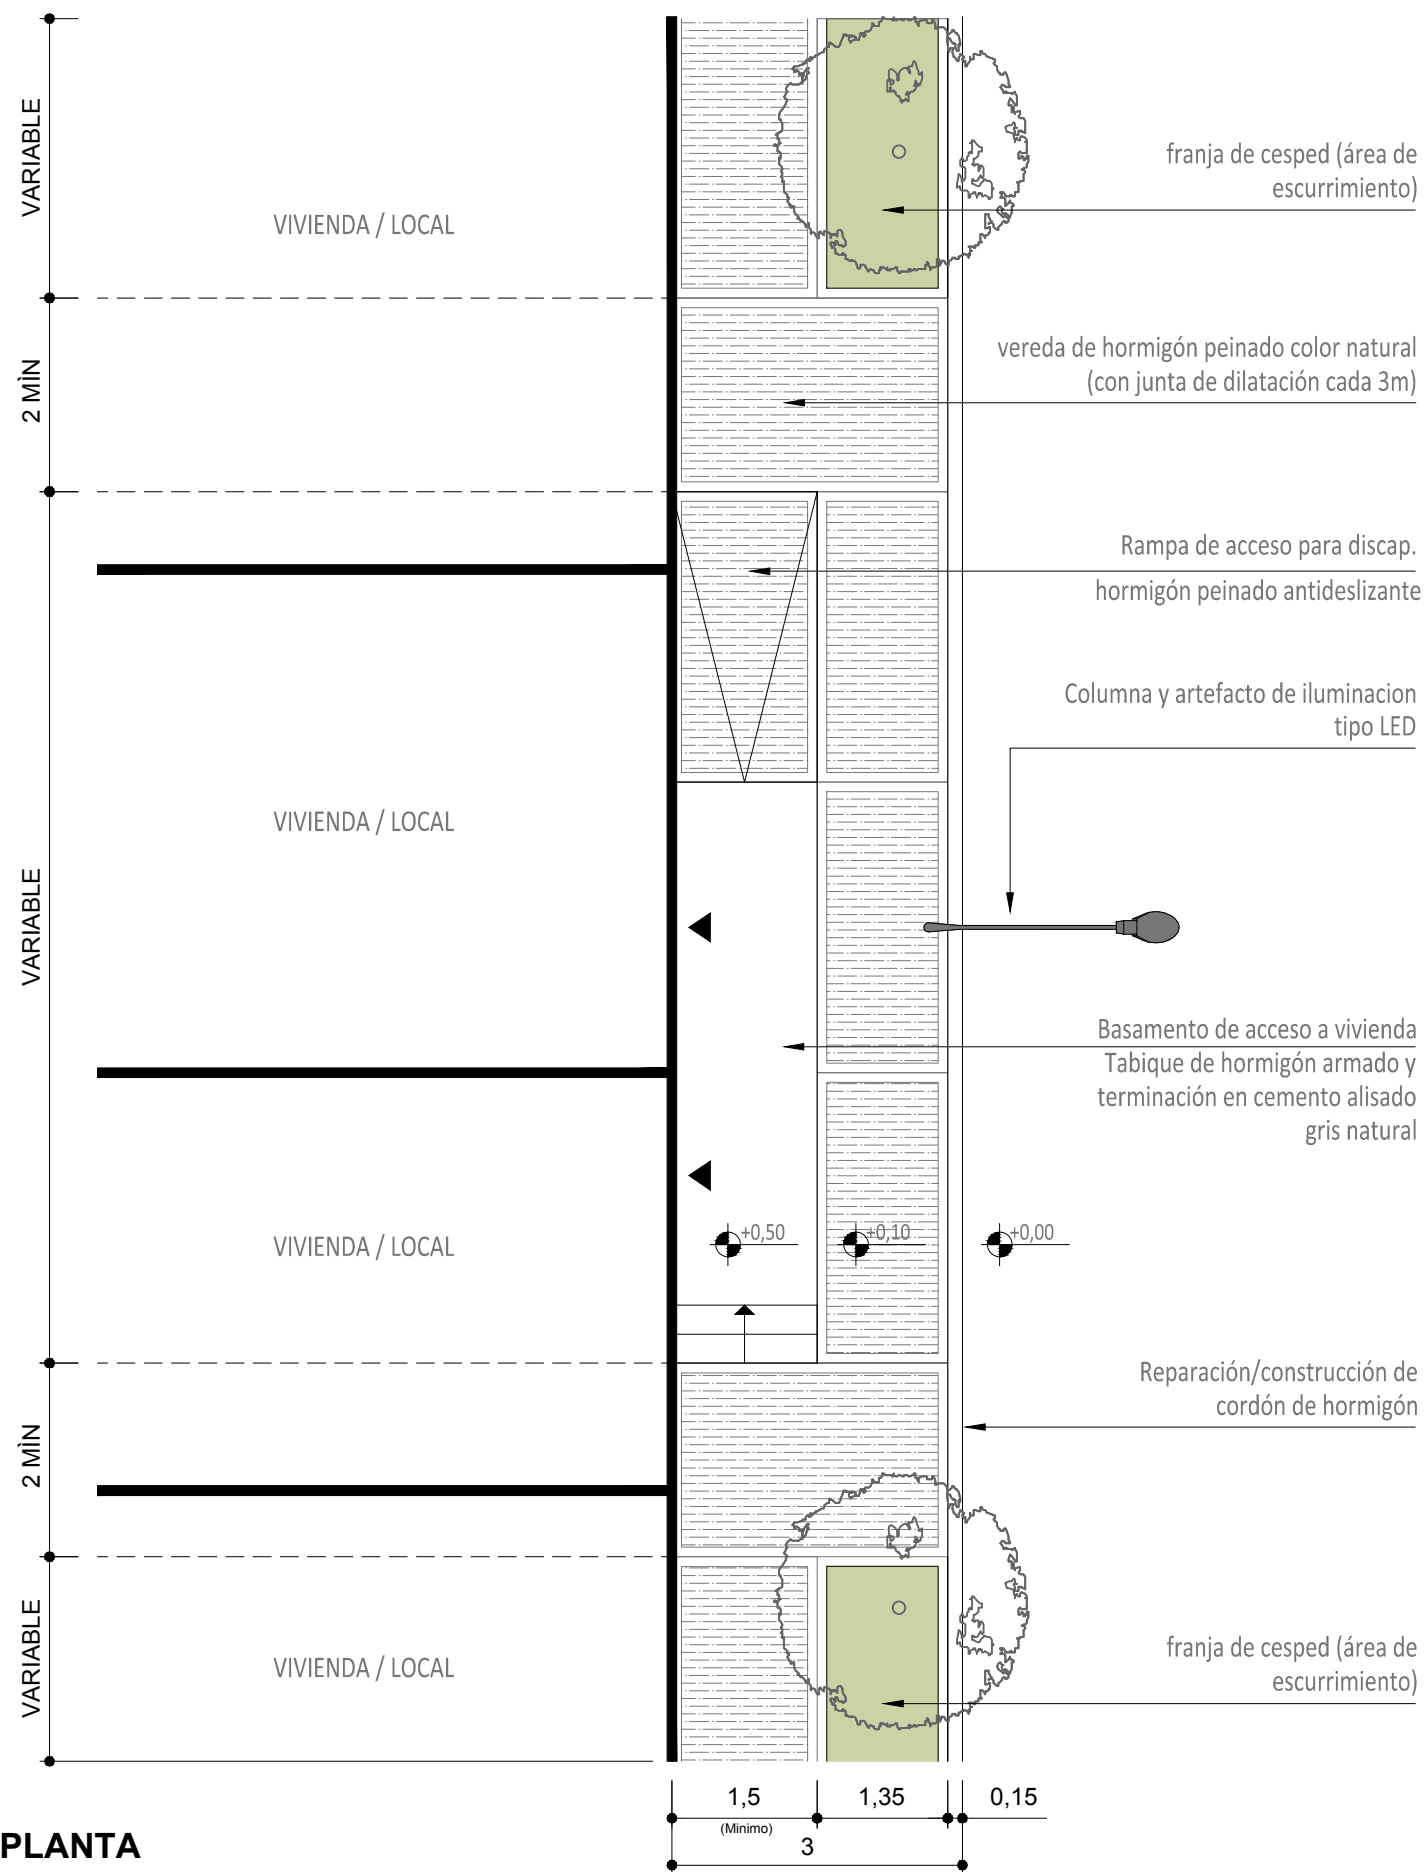 VARIABLE
VIVIENDA / LOCAL
franja de cesped (área de
escurrimiento)
2 MÌN
vereda de hormigón peinado color natural
(con junta de dilatación cada 3m)
Rampa de acceso para discap.
hormigón peinado antideslizante
Columna y artefacto de iluminacion
tipo LED
VIVIENDA / LOCAL
VARIABLE
Basamento de acceso a vivienda
Tabique de hormigón armado y
terminación en cemento alisado
gris natural
+0,50
+0,10
+0,00
VIVIENDA / LOCAL
Reparación/construcción de
cordón de hormigón
2 MÌN
VARIABLE
VIVIENDA / LOCAL
franja de cesped (área de
escurrimiento)
1,5
1,35
0,15
(Minimo)
3
PLANTA